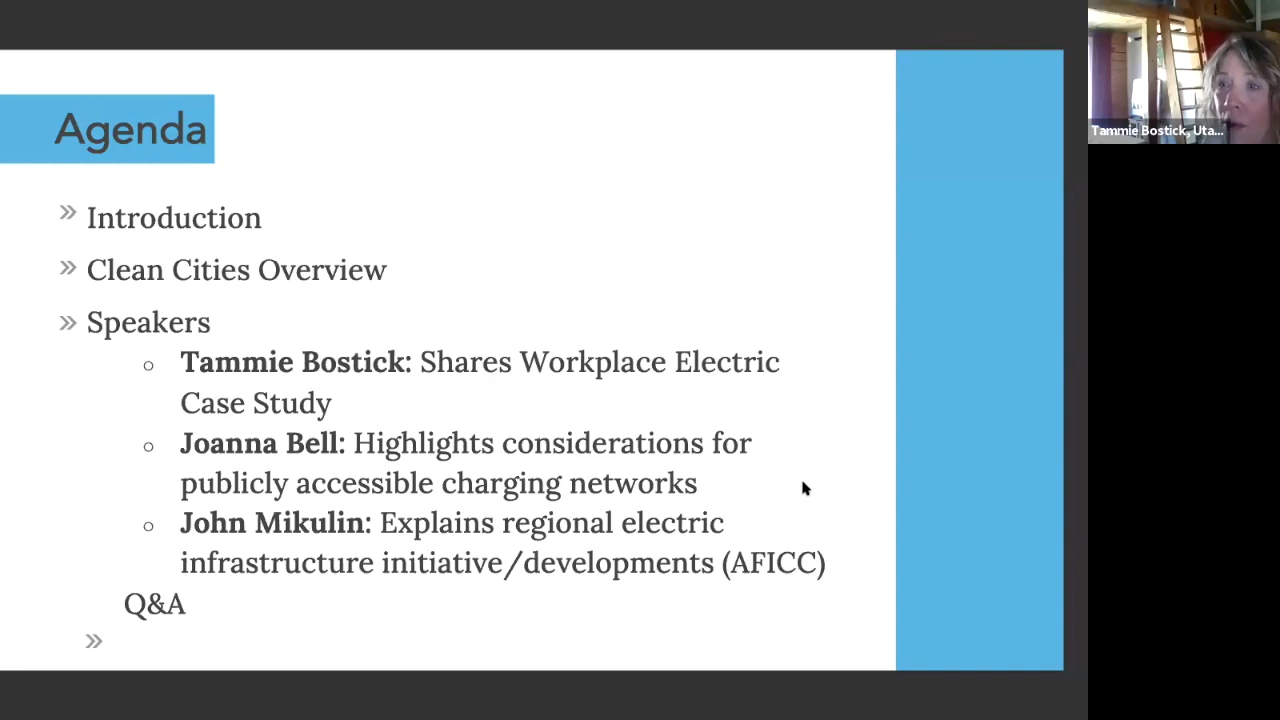 Agenda
» Introduction
» Clean Cities Overview
» Speakers
○ Tammie Bostick: Shares Workplace Electric
Case Study
○ Joanna Bell: Highlights considerations for
publicly accessible charging networks
○ John Mikulin: Explains regional electric
infrastructure initiative/developments (AFICC)
Q&A
»
Tammie Bostick, Uta...